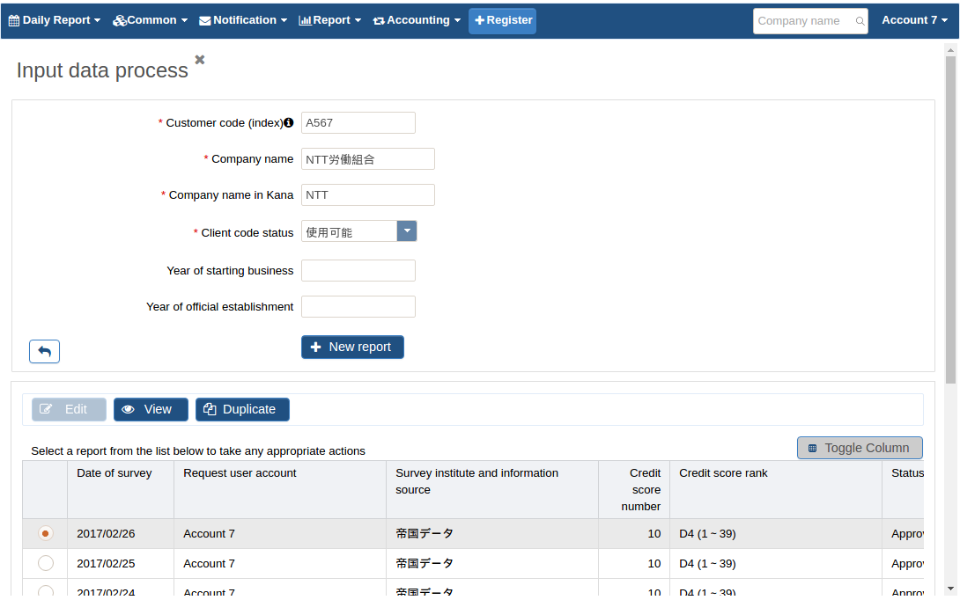 Daily Report Common Notification Report Accounting Register Company name Account 7
Input data process
* Customer code (index) A567
* Company name NTT労働組合
* Company name in Kana NTT
* Client code status 使用可能
Year of starting business
Year of official establishment
New report
Edit View Duplicate
Select a report from the list below to take any appropriate actions Toggle Column
Date of survey Request user account Survey institute and information source Credit score number Credit score rank Status
2017/02/26 Account 7 帝国データ 10 D4 (1 ~ 39) Approv
2017/02/25 Account 7 帝国データ 10 D4 (1 ~ 39) Approv
2017/02/24 Account 7 帝国データ 10 D4 (1 ~ 39) Approv